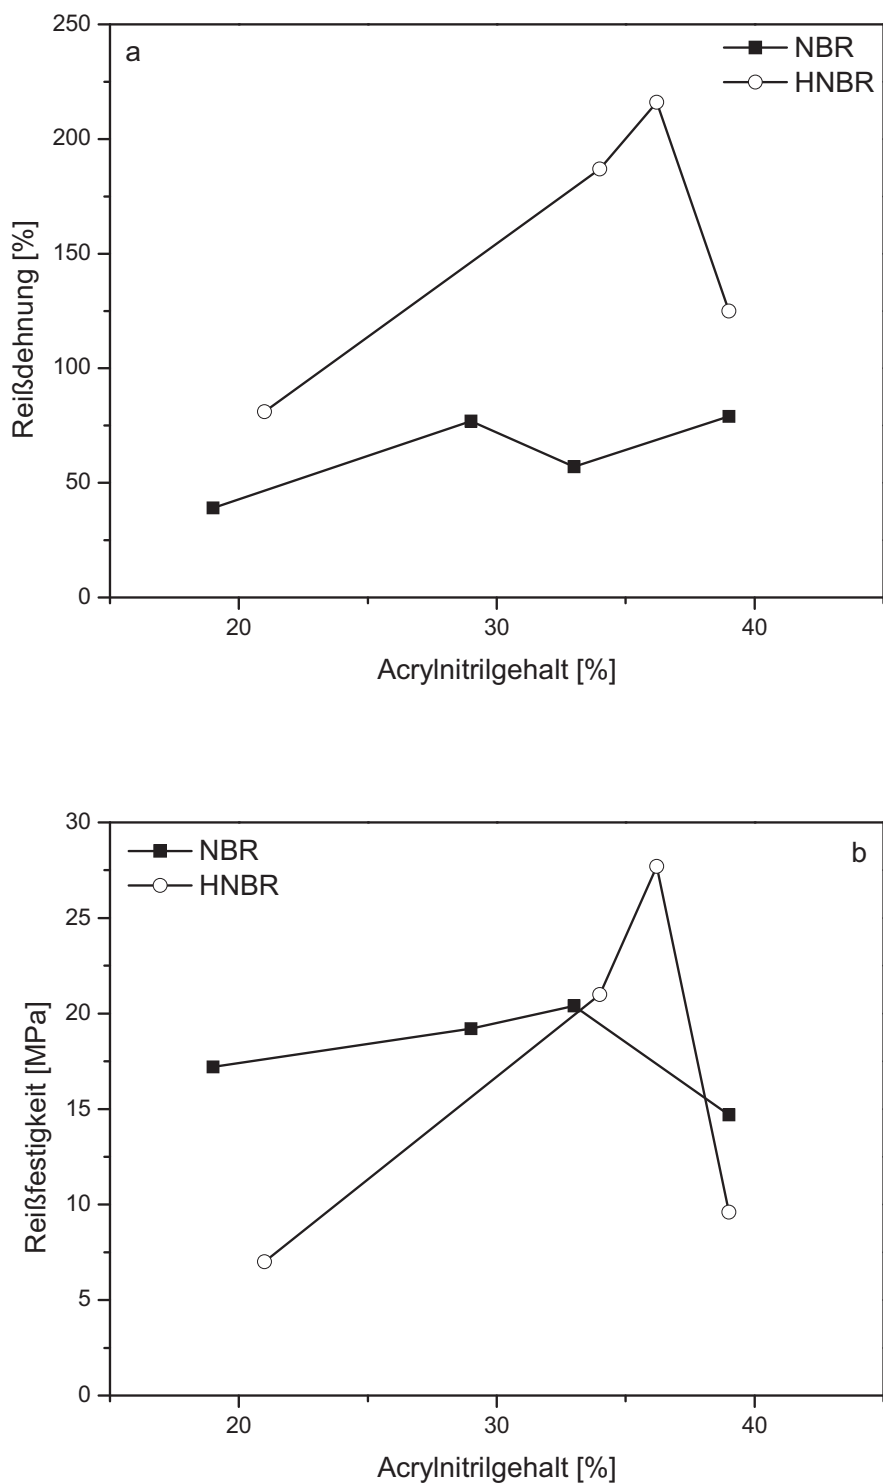 250
a
NBR
HNBR
200
150
100
50
0
Reißdehnung [%]
20 30 40
Acrylnitrilgehalt [%]
30
NBR
HNBR
b
25
20
15
10
5
0
Reißfestigkeit [MPa]
20 30 40
Acrylnitrilgehalt [%]